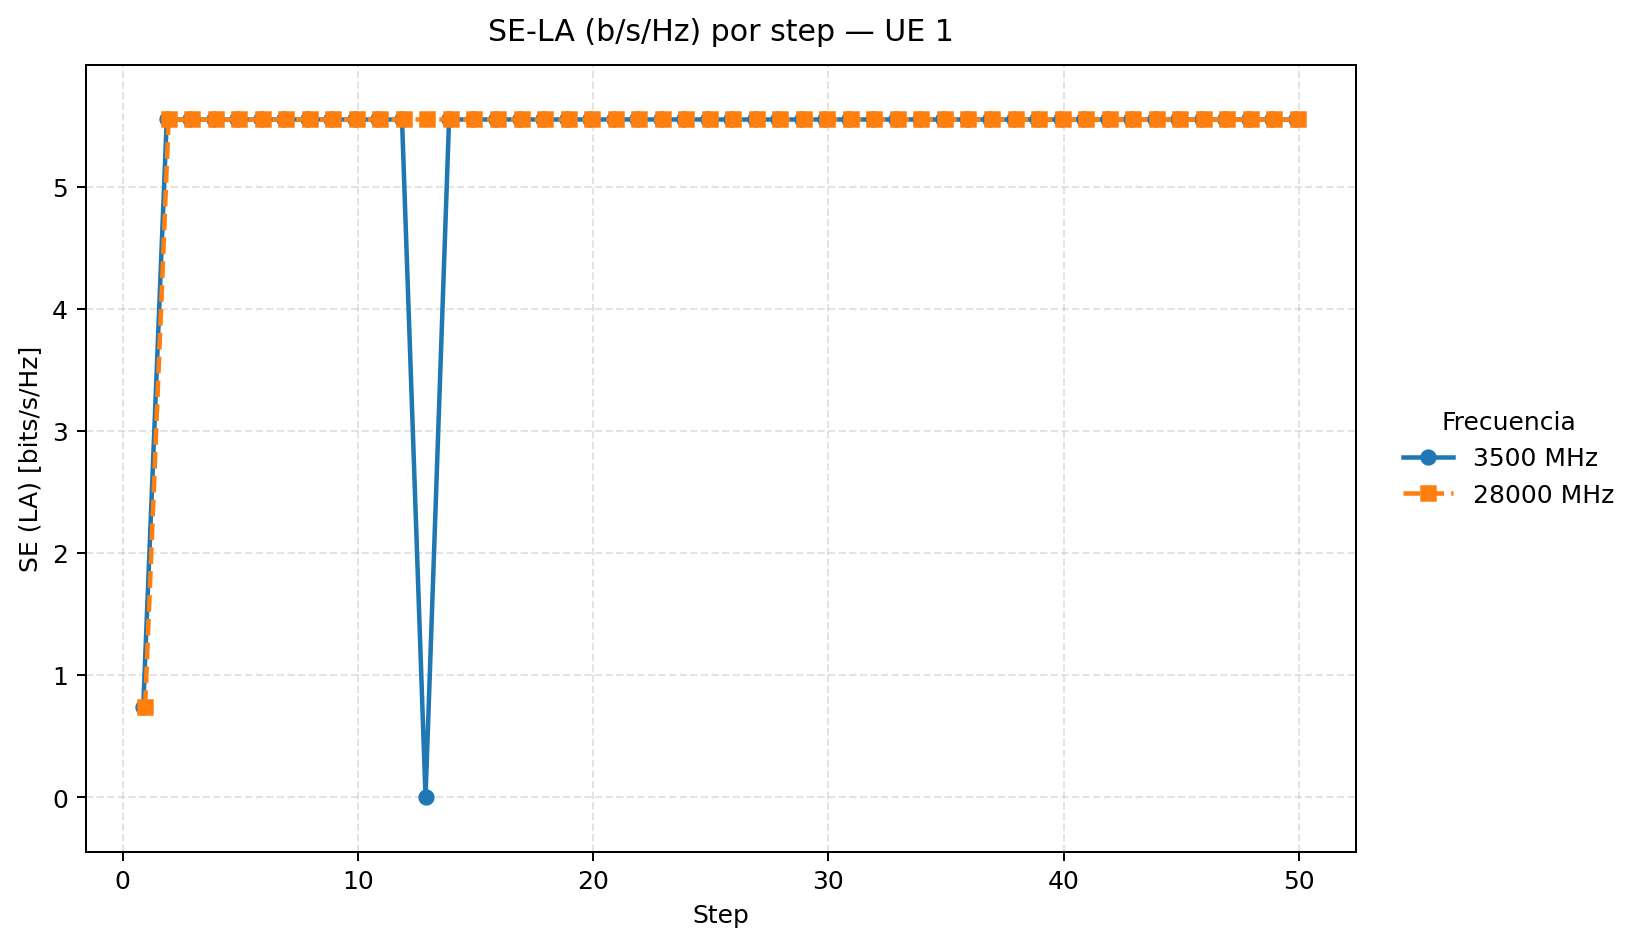 SE-LA (b/s/Hz) por step — UE 1
SE (LA) [bits/s/Hz]
5
4
3
2
1
0
0 10 20 30 40 50
Step
Frecuencia
3500 MHz
28000 MHz